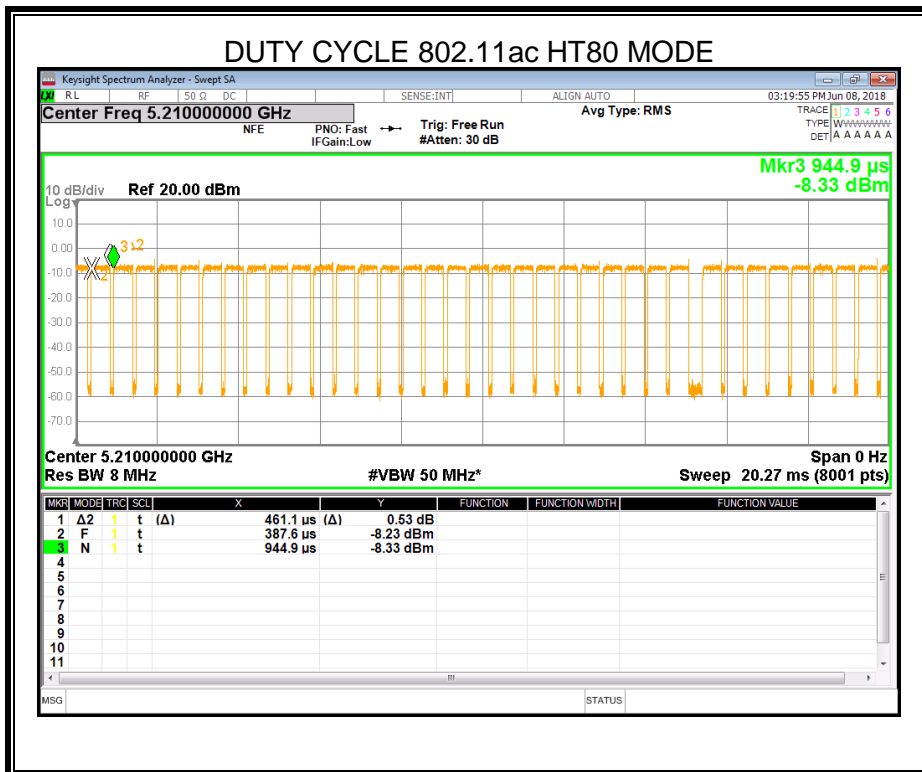 DUTY CYCLE 802.11ac HT80 MODE
Keysight Spectrum Analyzer - Swept SA
LXI RL RF 50 Ω DC SENSE:INT ALIGN AUTO 03:19:55 PM Jun 08, 2018
Center Freq 5.210000000 GHz Avg Type: RMS TRACE 1 2 3 4 5 6
NFE PNO: Fast Trig: Free Run TYPE WWWWWW
IFGain:Low #Atten: 30 dB DET A A A A A A
Mkr3 944.9 µs
10 dB/div Ref 20.00 dBm -8.33 dBm
Log
10.0
0.00
-10.0
-20.0
-30.0
-40.0
-50.0
-60.0
-70.0
Center 5.210000000 GHz Span 0 Hz
Res BW 8 MHz #VBW 50 MHz* Sweep 20.27 ms (8001 pts)
MKR MODE TRC SCL X Y FUNCTION FUNCTION WIDTH FUNCTION VALUE
1 Δ2 1 t (Δ) 461.1 µs (Δ) 0.53 dB
2 F 1 t 387.6 µs -8.23 dBm
3 N 1 t 944.9 µs -8.33 dBm
4
5
6
7
8
9
10
11
MSG STATUS